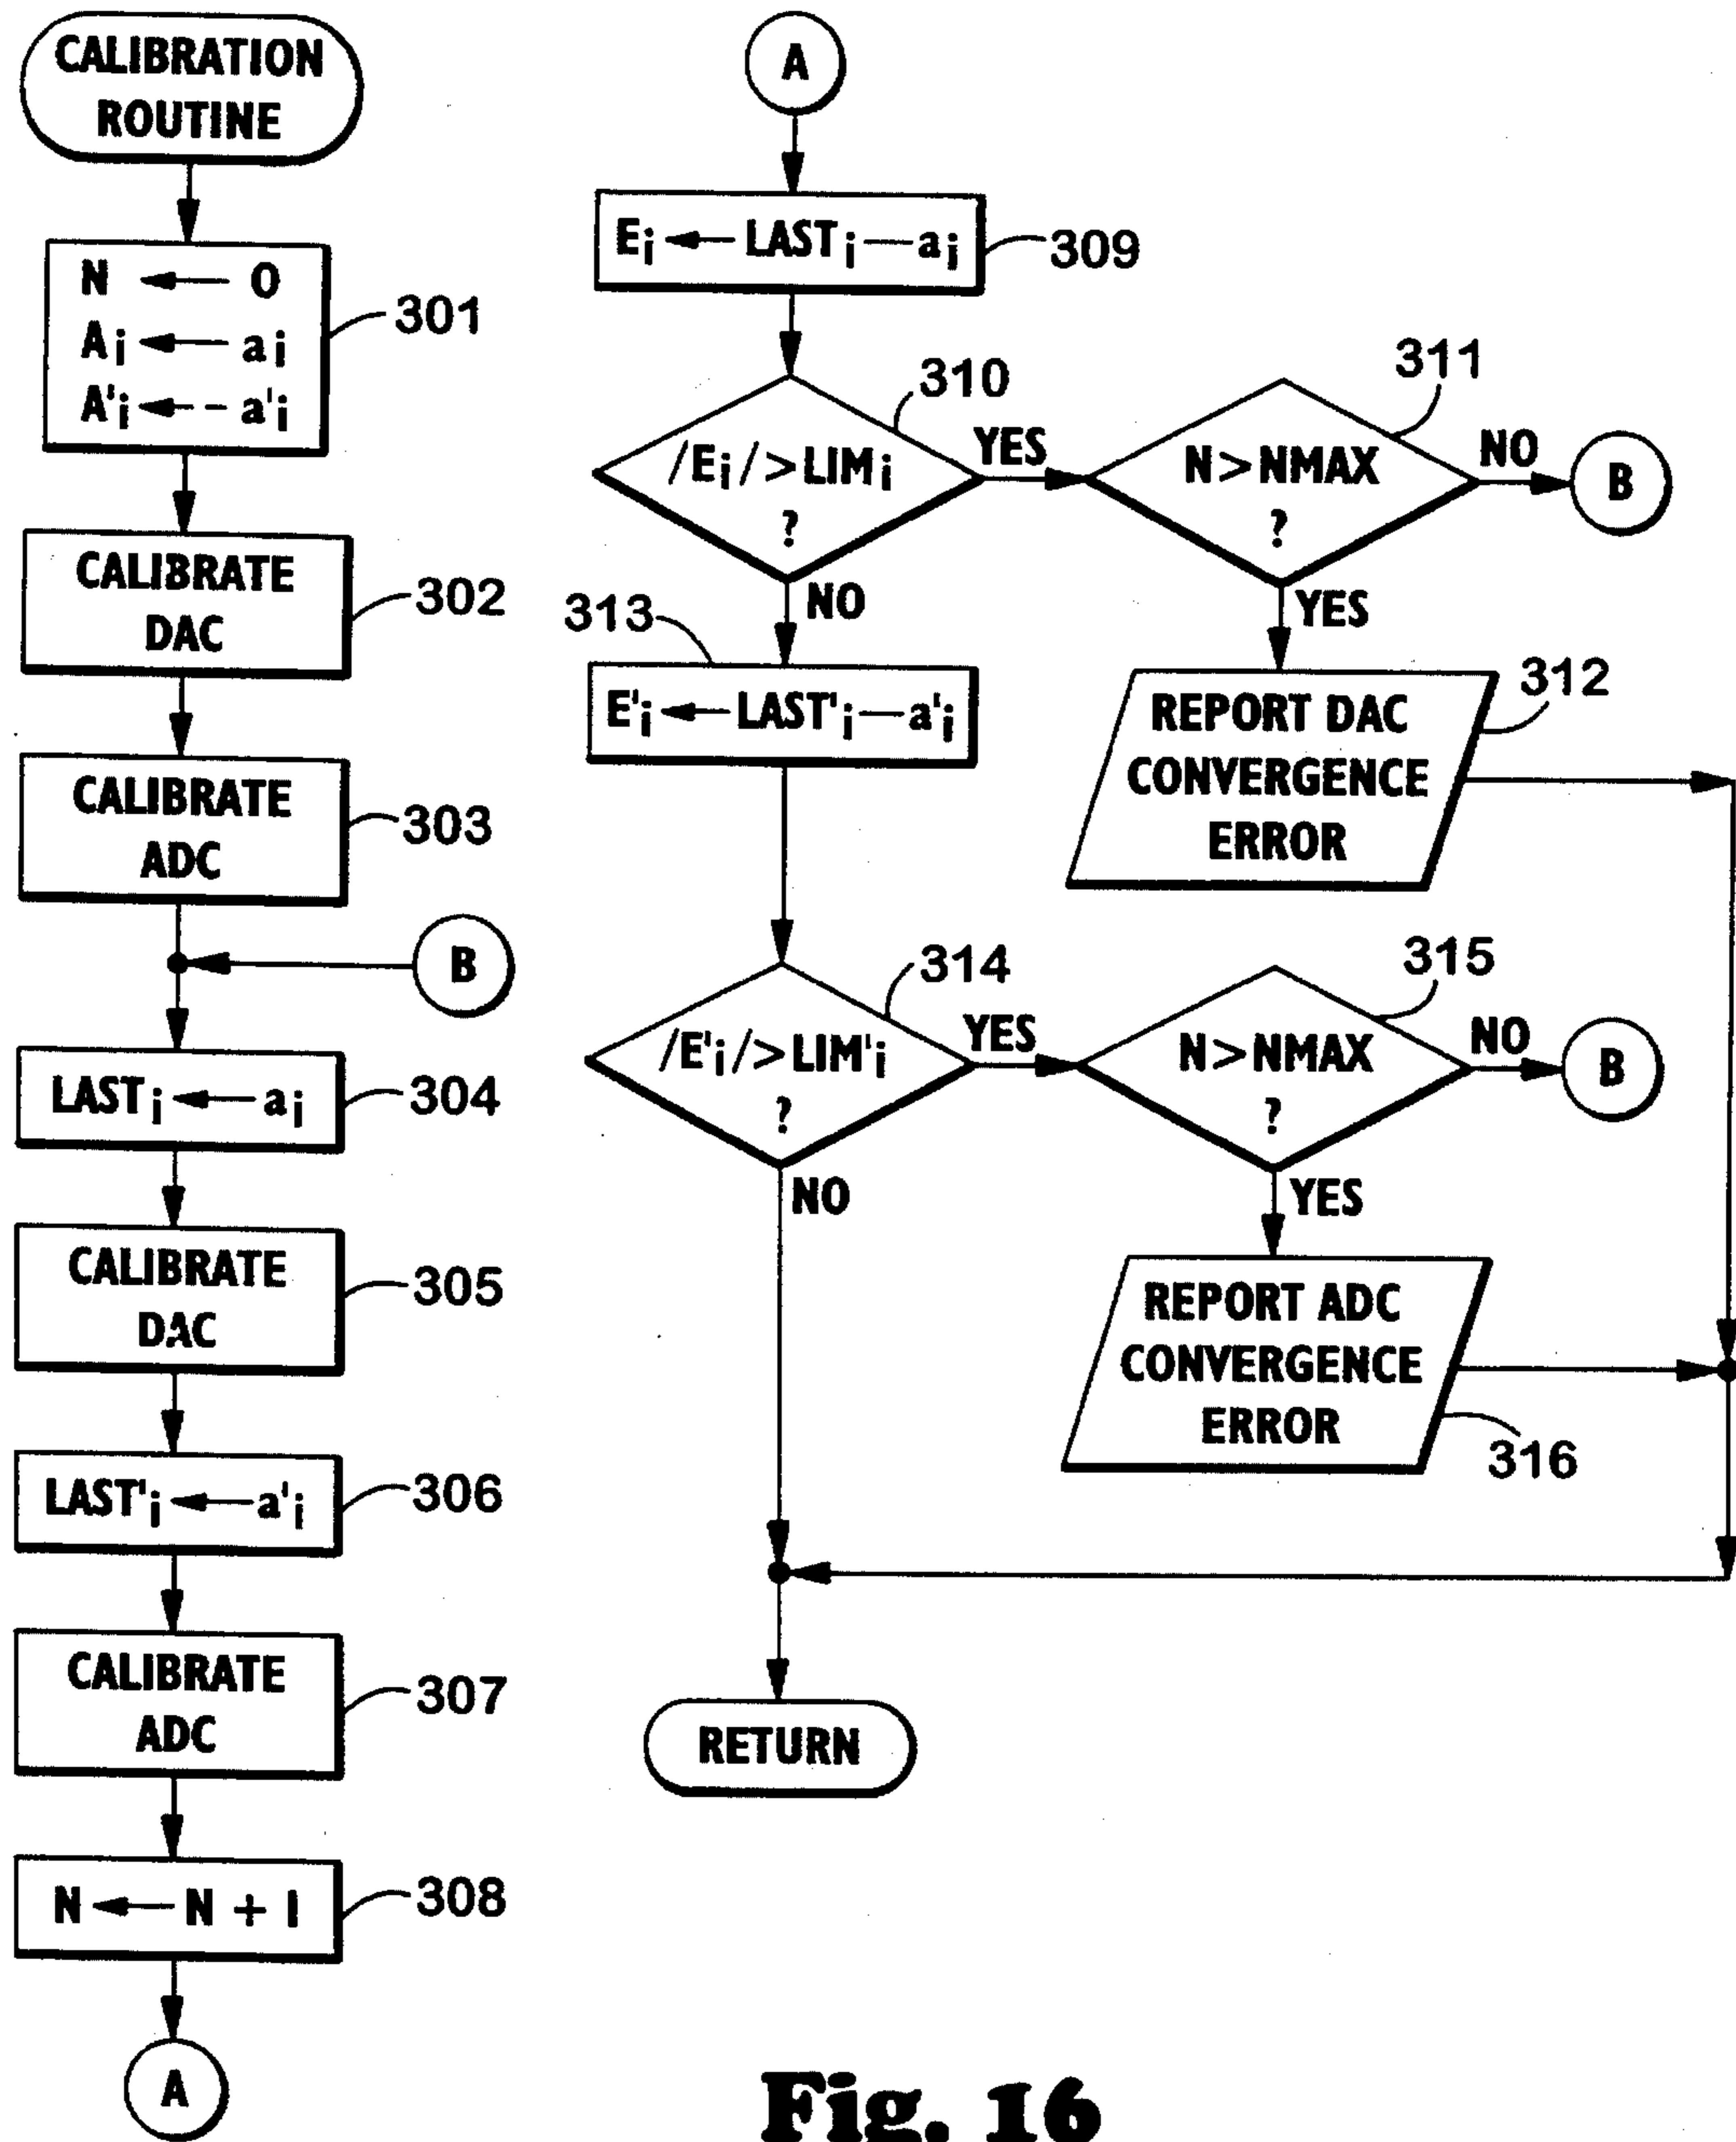 CALIBRATION
ROUTINE
N ← 0
Ai ← ai
A'i ← a'i
301
CALIBRATE
DAC
302
CALIBRATE
ADC
303
B
LASTi ← ai
304
CALIBRATE
DAC
305
LAST'i ← a'i
306
CALIBRATE
ADC
307
N ← N + 1
308
A
A
Ei ← LASTi — ai
309
310
/Ei/>LIMi
?
YES
NO
311
N>NMAX
?
NO
B
YES
312
REPORT DAC
CONVERGENCE
ERROR
313
E'i ← LAST'i — a'i
314
/E'i/>LIM'i
?
YES
NO
315
N>NMAX
?
NO
B
YES
REPORT ADC
CONVERGENCE
ERROR
316
RETURN
Fig. 16